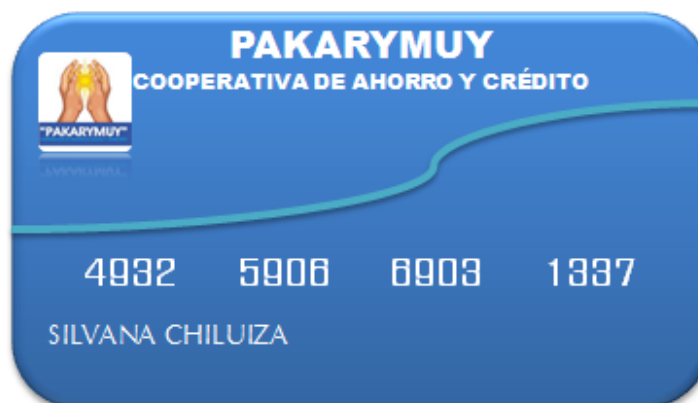 PAKARYMUY
COOPERATIVA DE AHORRO Y CRÉDITO
"PAKARYMUY"
4932 5906 6903 1337
SILVANA CHILUIZA